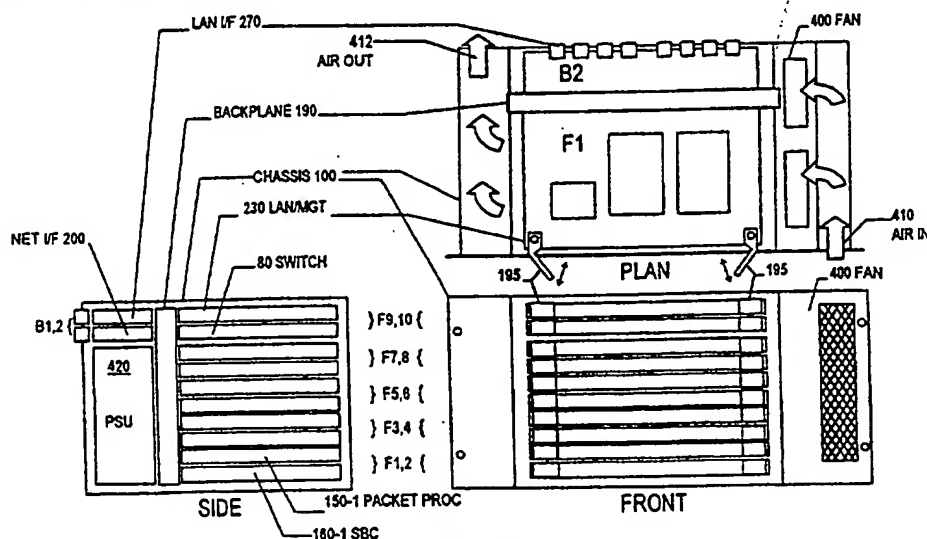 LAN I/F 270
412
AIR OUT
400 FAN
B2
BACKPLANE 190
F1
CHASSIS 100
230 LAN/MGT
410
AIR IN
NET I/F 200
80 SWITCH
195
PLAN
195
400 FAN
B1,2 {
} F9,10 {
420
} F7,8 {
} F5,6 {
PSU
} F3,4 {
} F1,2 {
SIDE
150-1 PACKET PROC
FRONT
160-1 SBC